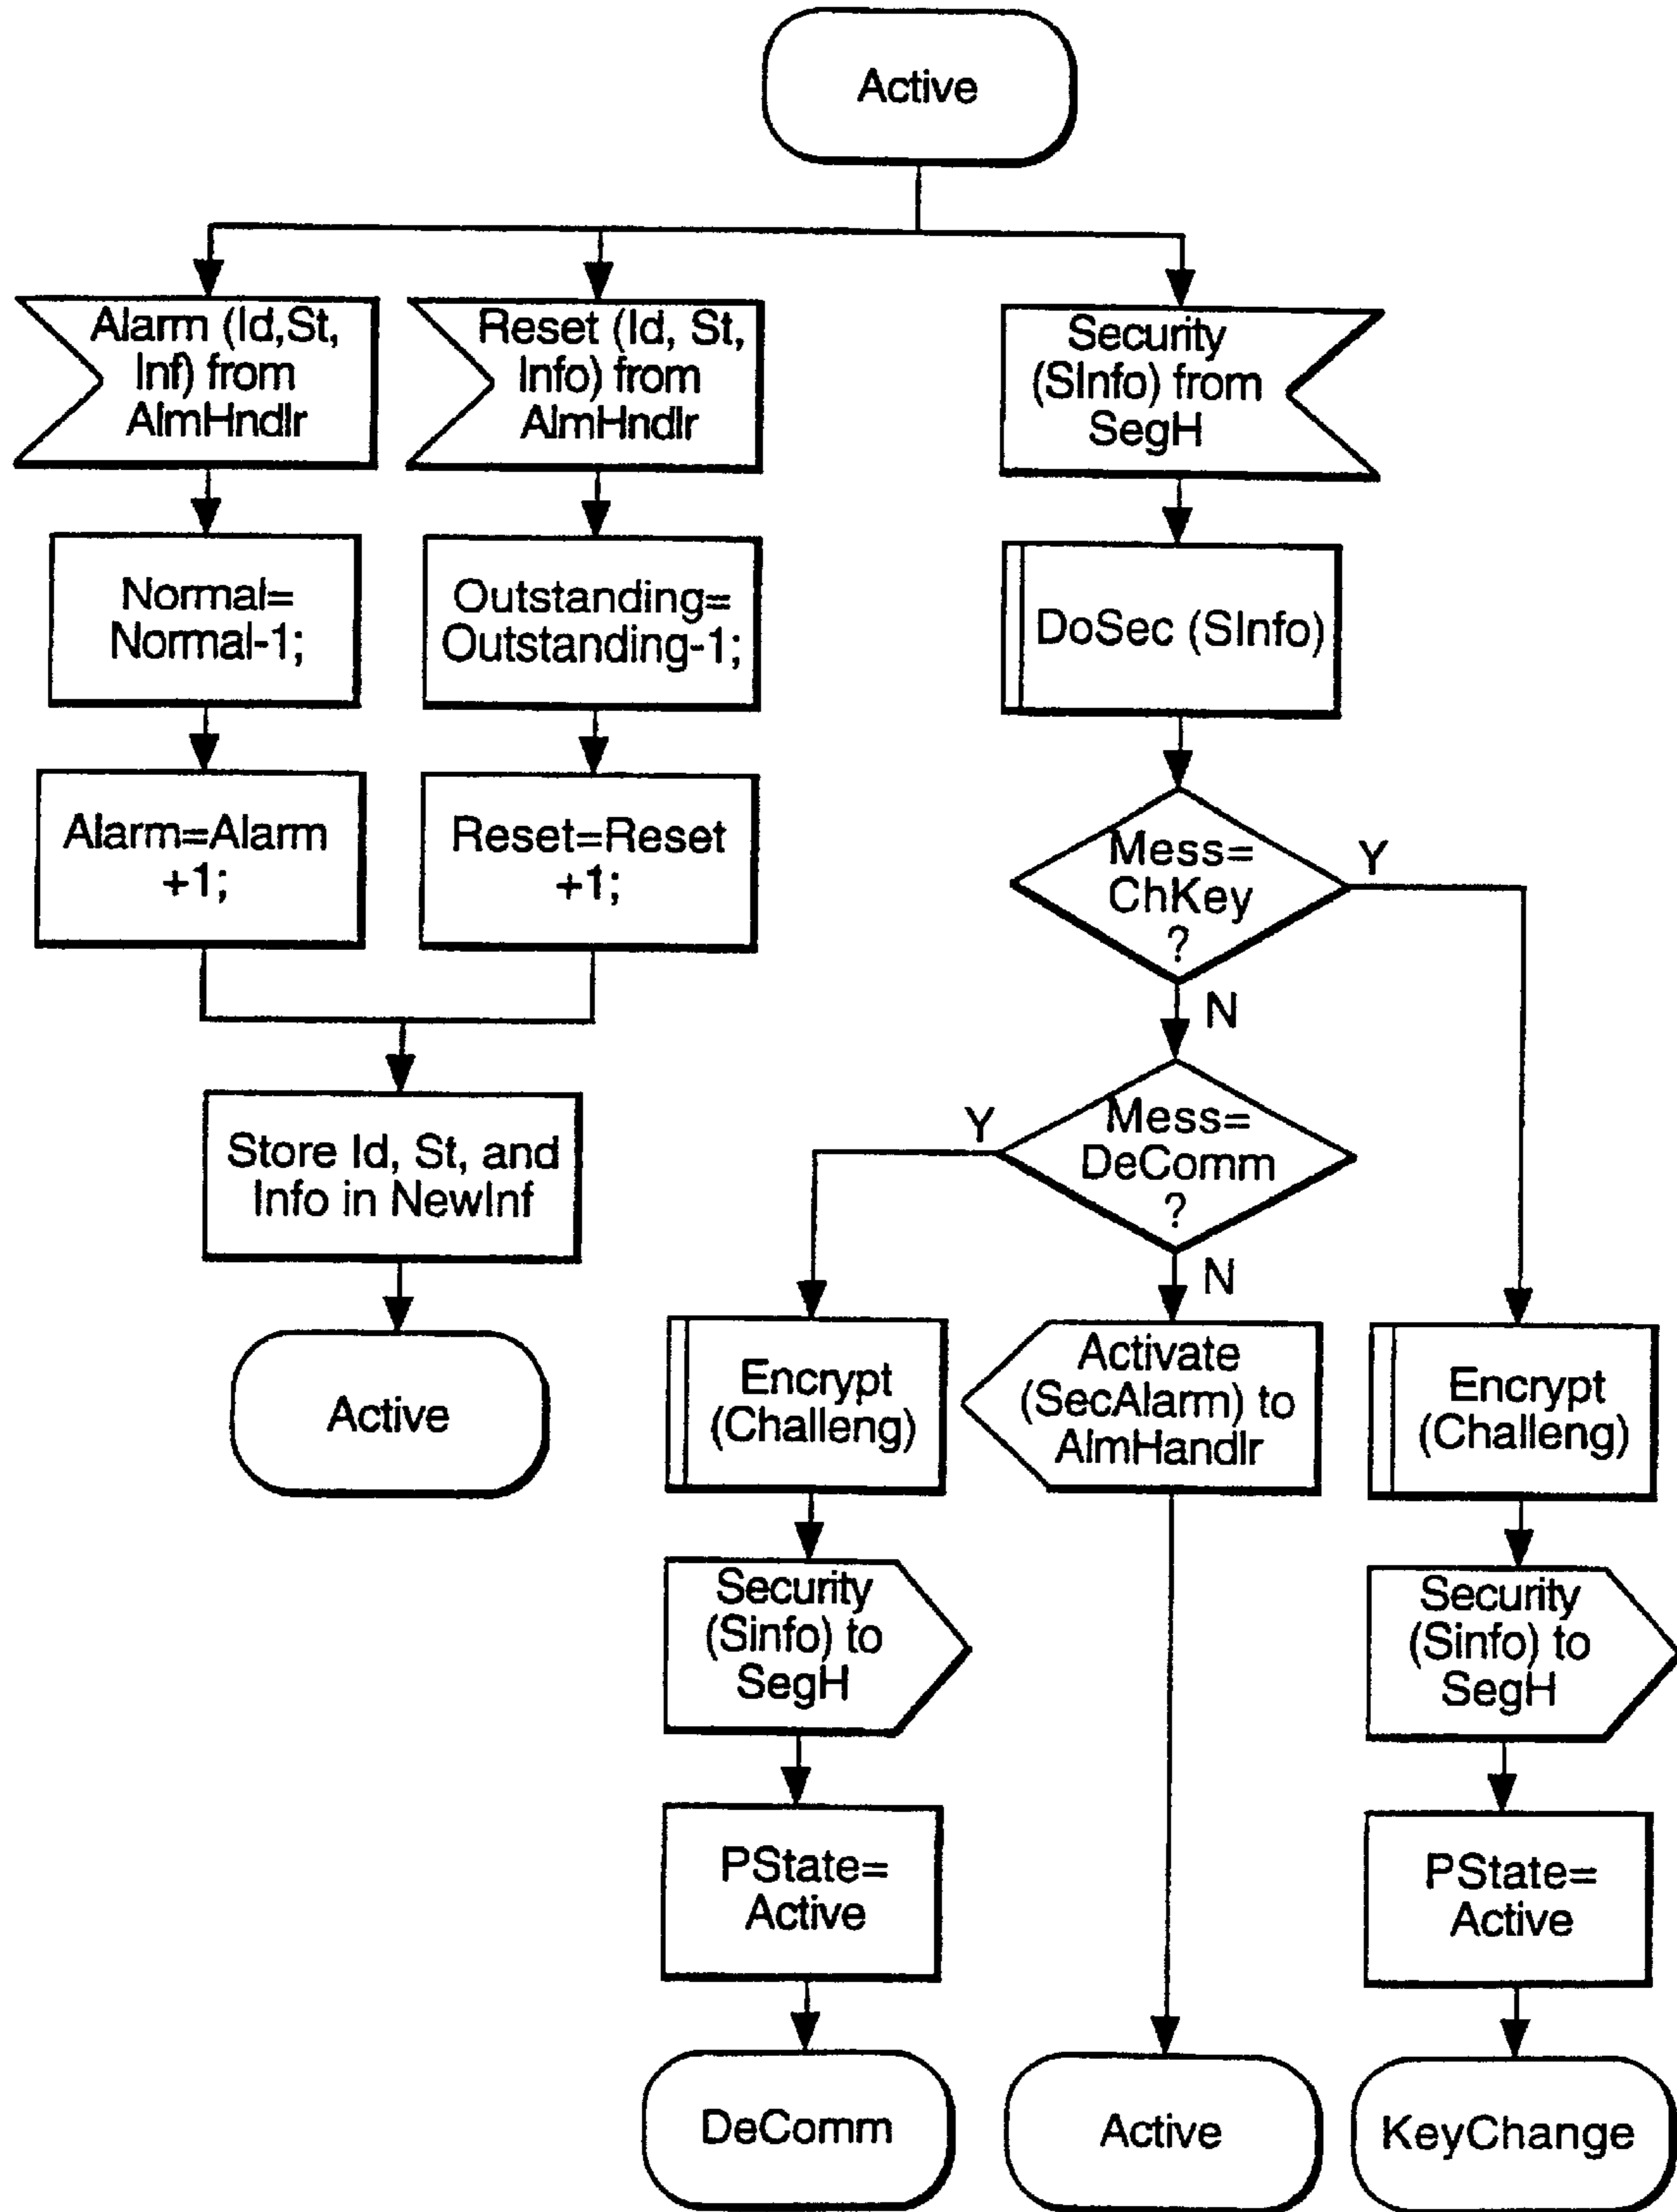 Active
Alarm (Id,St,
Inf) from
AlmHndlr
Reset (Id, St,
Info) from
AlmHndlr
Security
(SInfo) from
SegH
Normal=
Normal-1;
Outstanding=
Outstanding-1;
DoSec (SInfo)
Alarm=Alarm
+1;
Reset=Reset
+1;
Mess=
ChKey
?
Y
N
Store Id, St, and
Info in NewInf
Mess=
DeComm
?
Y
N
Active
Encrypt
(Challeng)
Activate
(SecAlarm) to
AlmHandlr
Encrypt
(Challeng)
Security
(Sinfo) to
SegH
Security
(Sinfo) to
SegH
PState=
Active
PState=
Active
DeComm
Active
KeyChange